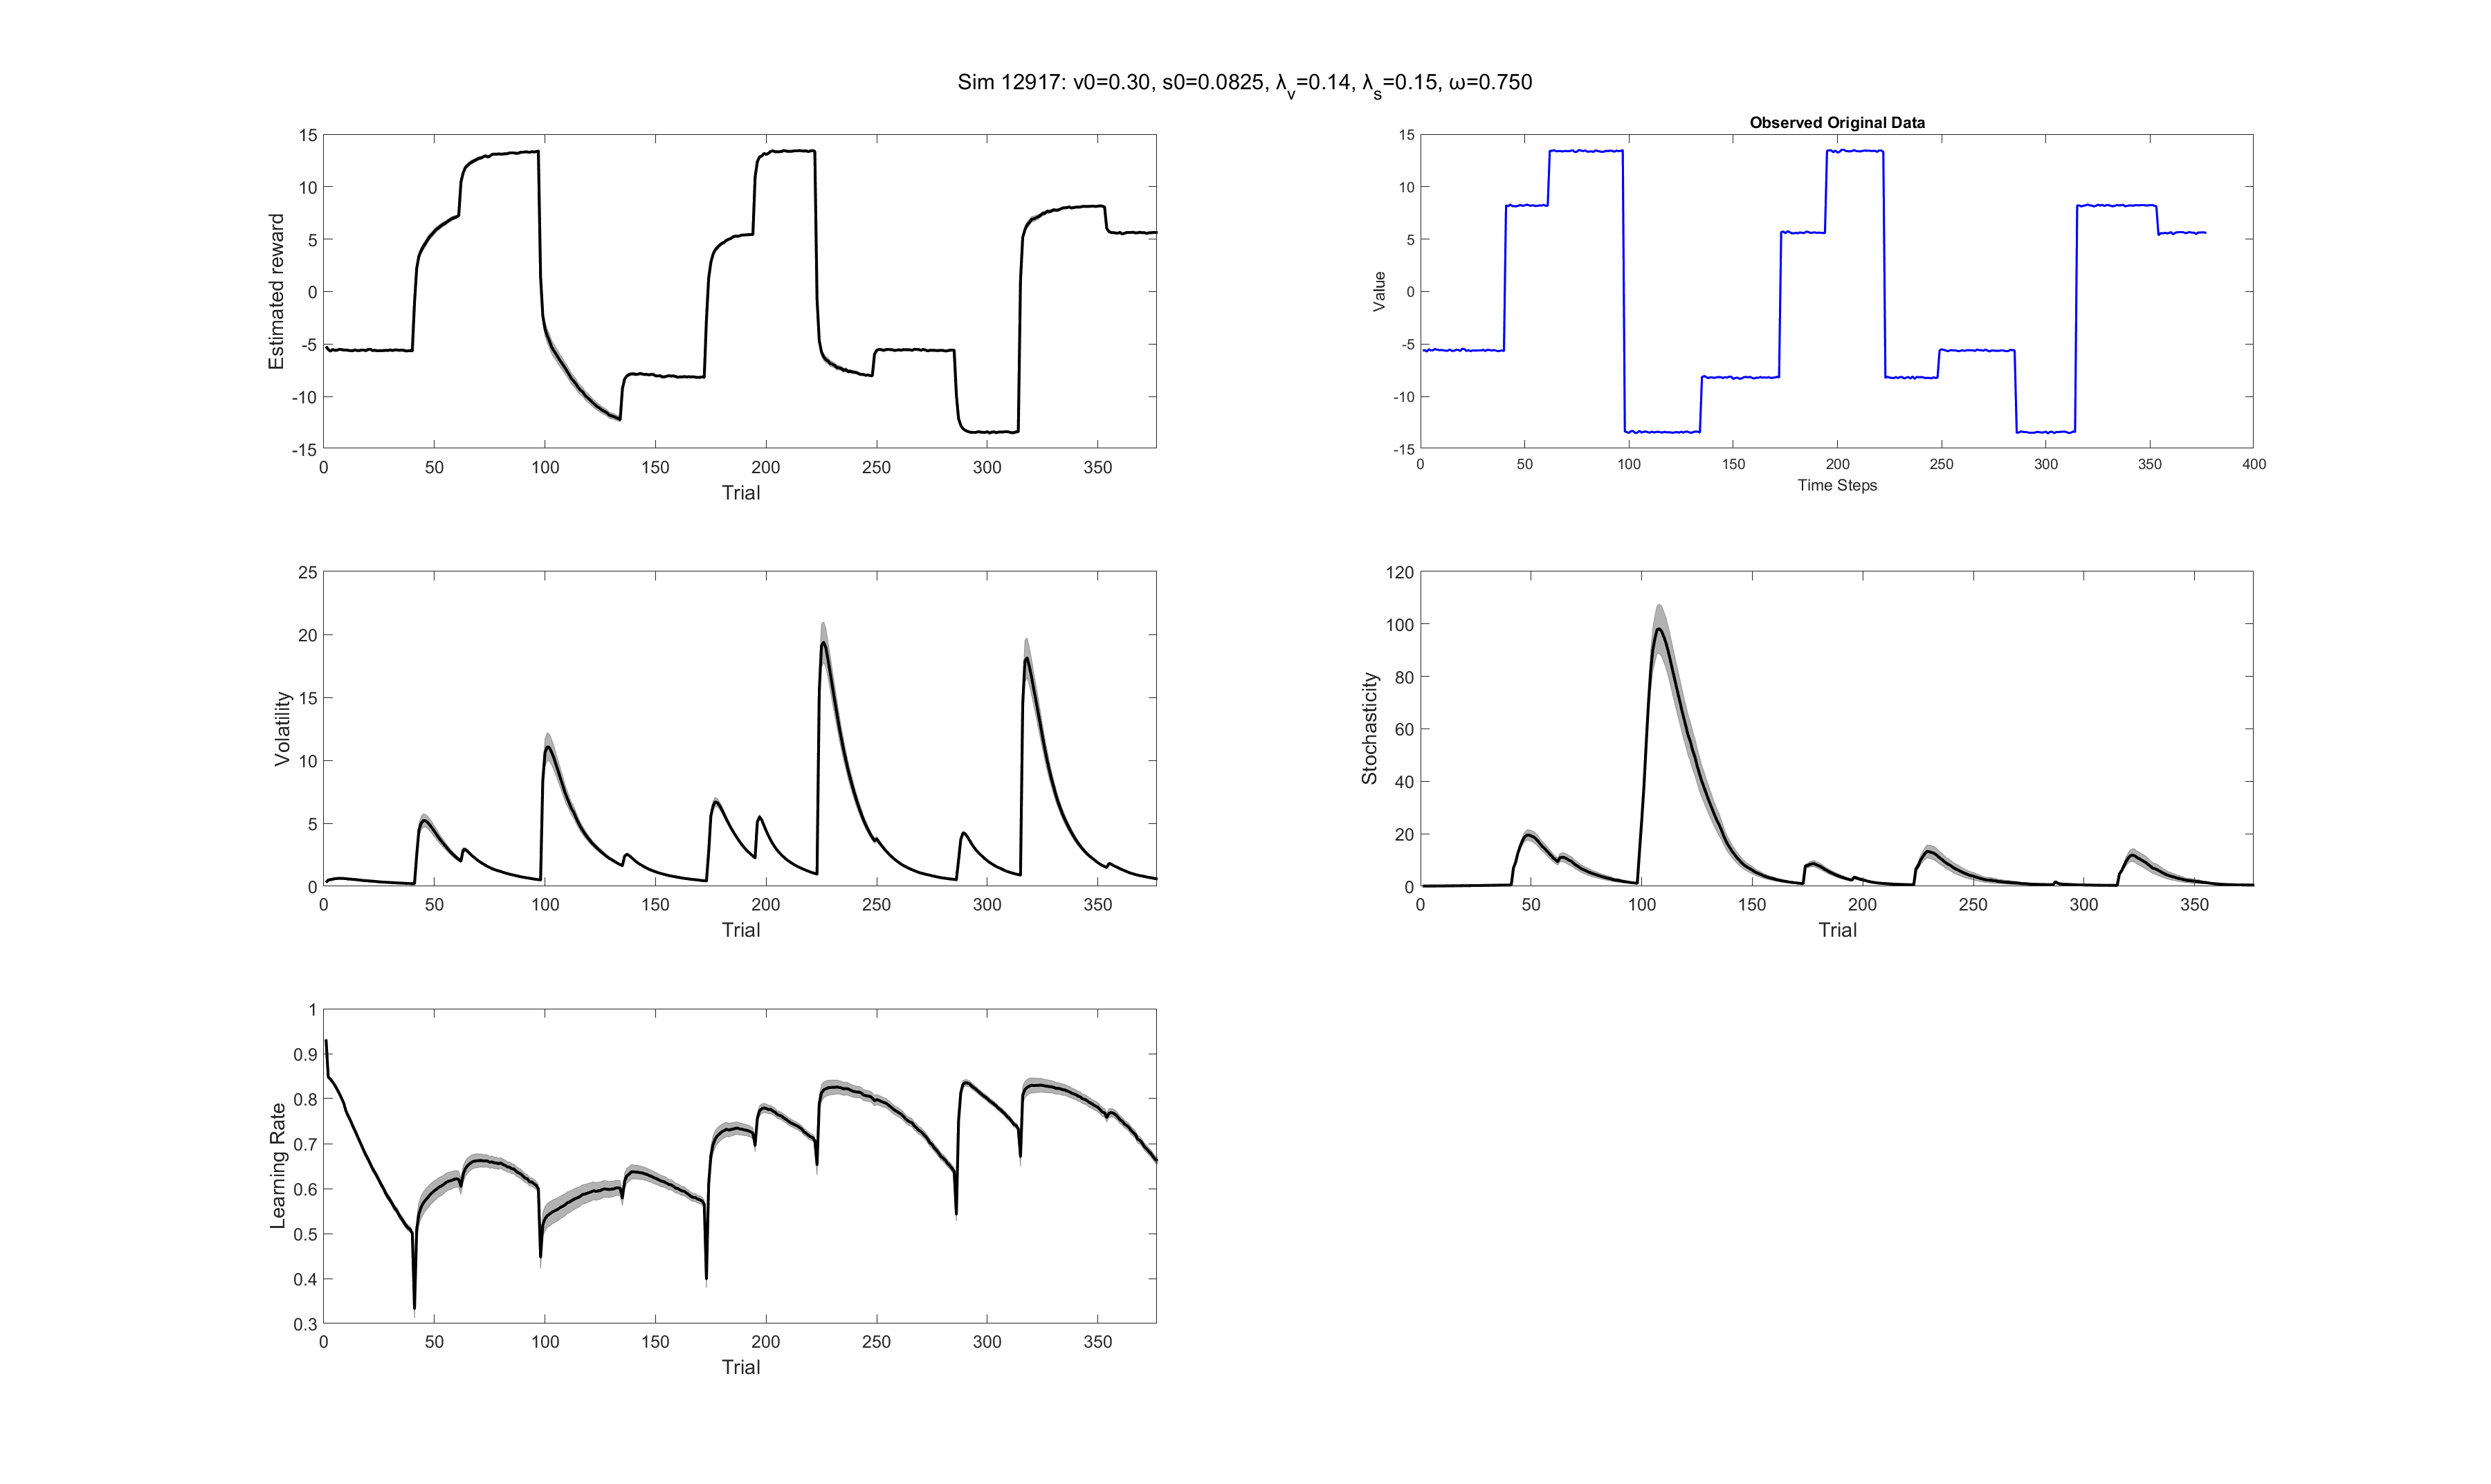 Sim 12917: v0=0.30, s0=0.0825, λv=0.14, λs=0.15, ω=0.750
15
10
5
0
-5
-10
-15
Estimated reward
0 50 100 150 200 250 300 350
Trial
Observed Original Data
15
10
5
0
-5
-10
-15
Value
0 50 100 150 200 250 300 350 400
Time Steps
25
20
15
10
5
0
Volatility
0 50 100 150 200 250 300 350
Trial
120
100
80
60
40
20
0
Stochasticity
0 50 100 150 200 250 300 350
Trial
1
0.9
0.8
0.7
0.6
0.5
0.4
0.3
Learning Rate
0 50 100 150 200 250 300 350
Trial